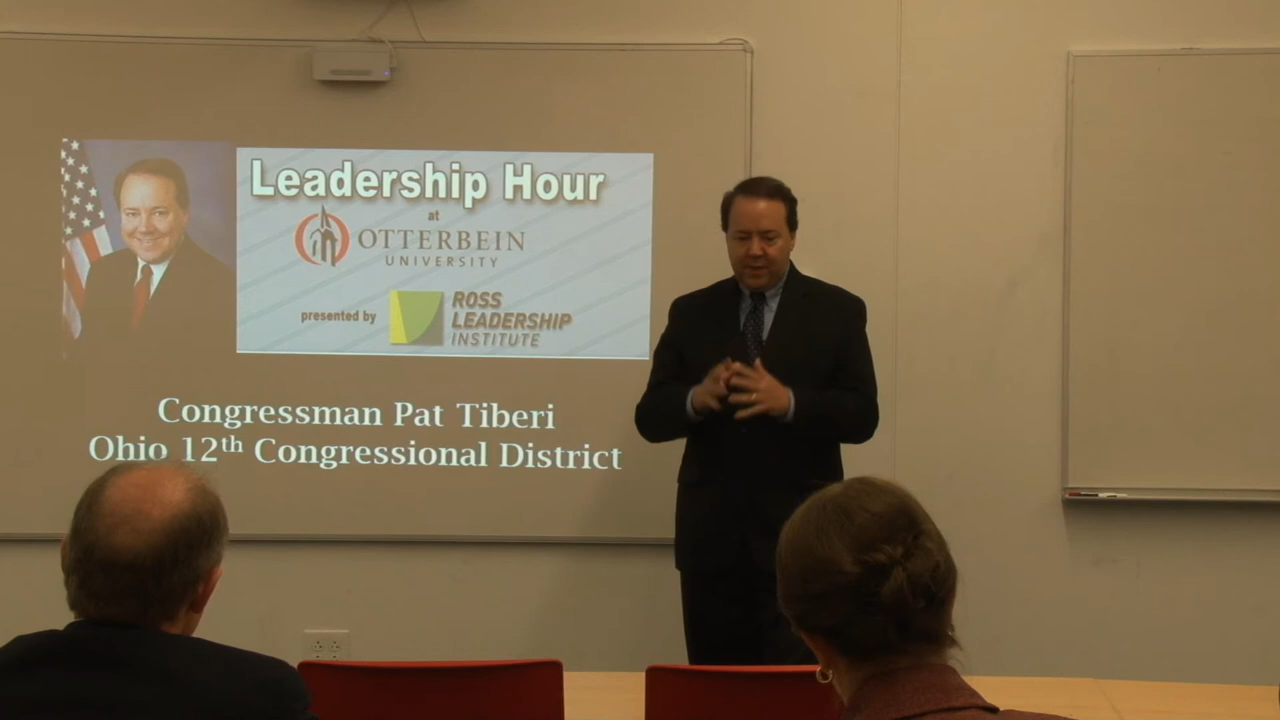 Leadership Hour
at
OTTERBEIN
UNIVERSITY
presented by
ROSS
LEADERSHIP
INSTITUTE
Congressman Pat Tiberi
Ohio 12th Congressional District